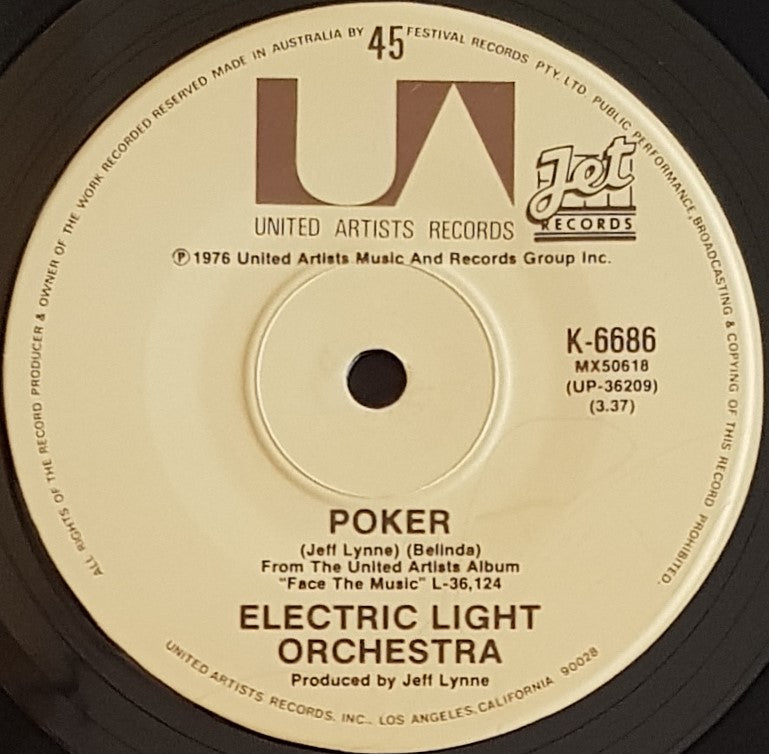 ALL RIGHTS OF THE RECORD PRODUCER & OWNER OF THE WORK RECORDED RESERVED MADE IN AUSTRALIA BY FESTIVAL RECORDS PTY. LTD. PUBLIC PERFORMANCE, BROADCASTING & COPYING OF THIS RECORD PROHIBITED.
45
UA
UNITED ARTISTS RECORDS
Jet
RECORDS
Ⓟ 1976 United Artists Music And Records Group Inc.
K-6686
MX50618
(UP-36209)
(3.37)
POKER
(Jeff Lynne) (Belinda)
From The United Artists Album
"Face The Music" L-36,124
ELECTRIC LIGHT
ORCHESTRA
Produced by Jeff Lynne
UNITED ARTISTS RECORDS, INC., LOS ANGELES, CALIFORNIA 90028